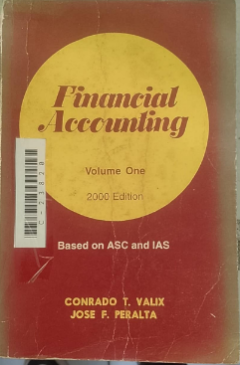 Financial
Accounting
Volume One
2000 Edition
Based on ASC and IAS
CONRADO T. VALIX
JOSE F. PERALTA